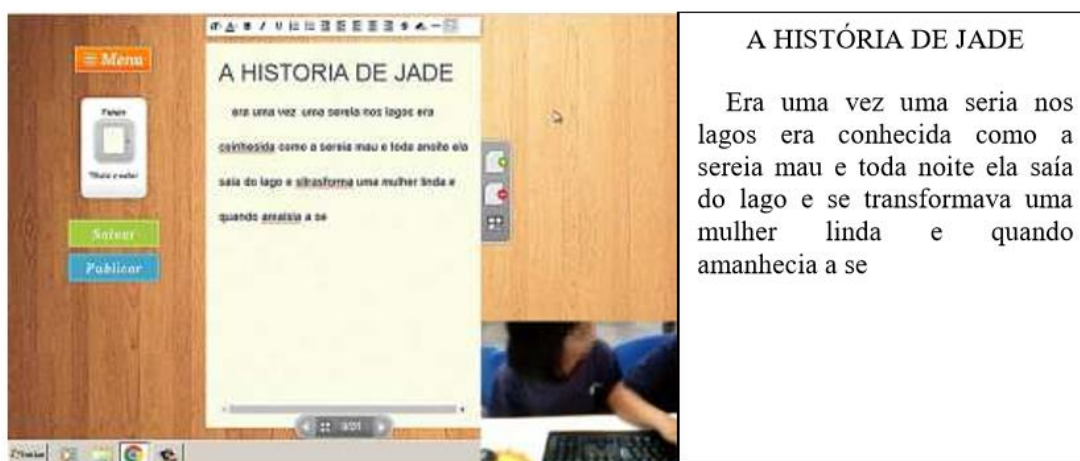 Menu
Título e autor
Salvar
Publicar
A HISTORIA DE JADE
era uma vez uma sereia nos lagos era
coinhesida como a sereia mau e toda anoite ela
saia do lago e sitrasforma uma mulher linda e
quando a se
A HISTÓRIA DE JADE
Era uma vez uma seria nos
lagos era conhecida como a
sereia mau e toda noite ela saía
do lago e se transformava uma
mulher linda e quando
amanhecia a se